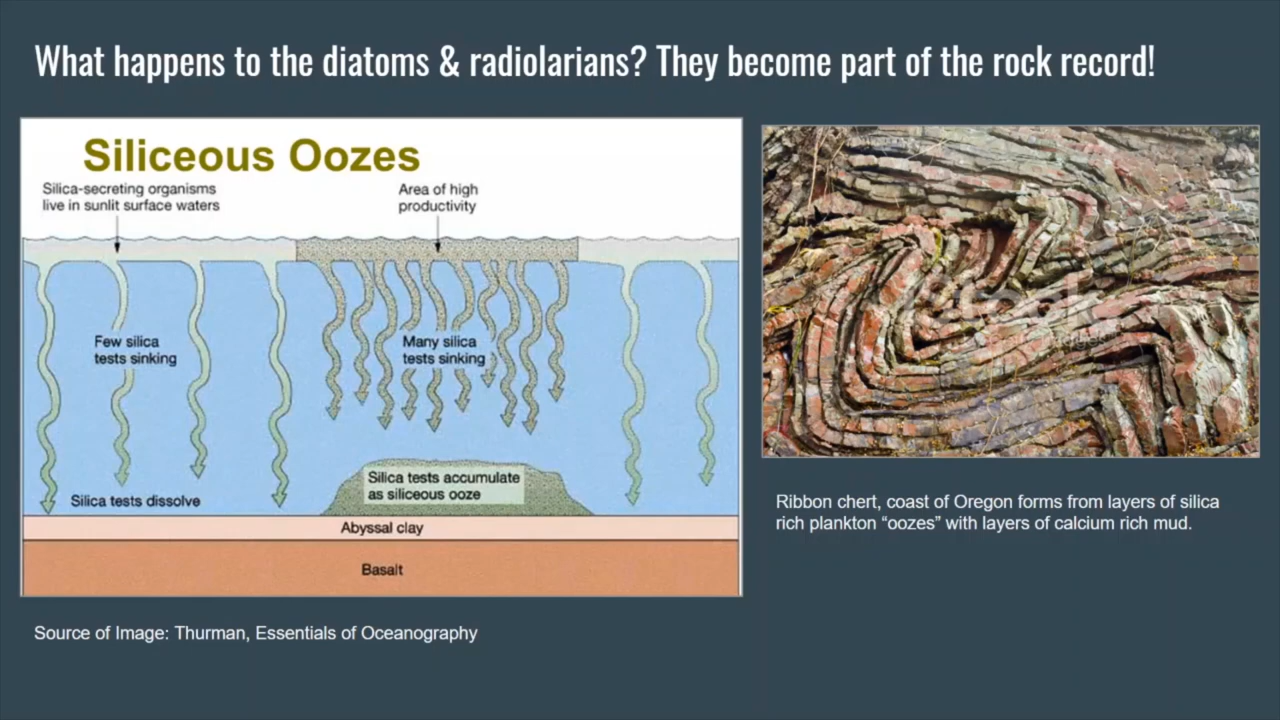 What happens to the diatoms & radiolarians? They become part of the rock record!
Siliceous Oozes
Silica-secreting organisms
live in sunlit surface waters
Area of high
productivity
Few silica
tests sinking
Many silica
tests sinking
Silica tests dissolve
Silica tests accumulate
as siliceous ooze
Abyssal clay
Basalt
Source of Image: Thurman, Essentials of Oceanography
Ribbon chert, coast of Oregon forms from layers of silica
rich plankton “oozes” with layers of calcium rich mud.